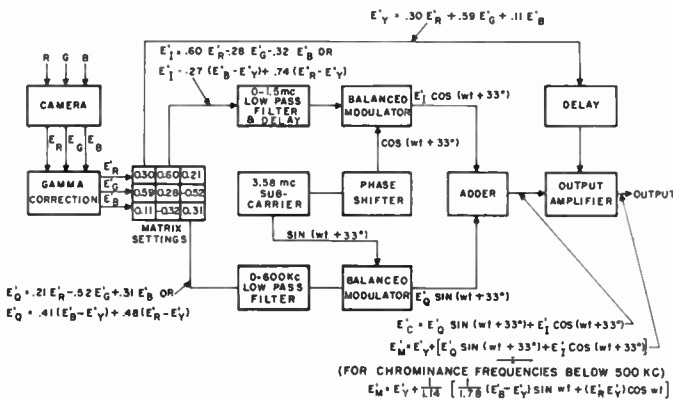 E'Y = .30 E'R + .59 E'G + .11 E'B
R G B
E'I = .60 E'R -.28 E'G -.32 E'B OR
E'I -.27 (E'B - E'Y) + .74 (E'R - E'Y)
CAMERA
0-1.5mc
LOW PASS
FILTER
& DELAY
BALANCED
MODULATOR
E'I COS (wt + 33°)
DELAY
ER EG EB
COS (wt + 33°)
GAMMA
CORRECTION
E'R
E'G
E'B
0.30 0.60 0.21
0.59 0.28 -0.52
0.11 -0.32 0.31
MATRIX
SETTINGS
3.58 mc
SUB-
CARRIER
PHASE
SHIFTER
ADDER
OUTPUT
AMPLIFIER
OUTPUT
SIN (wt + 33°)
0-600Kc
LOW PASS
FILTER
BALANCED
MODULATOR
E'Q SIN (wt + 33°)
E'Q = .21 E'R -.52 E'G +.31 E'B OR
E'Q = .41 (E'B - E'Y) + .48 (E'R - E'Y)
E'C = E'Q SIN (wt + 33°) + E'I COS (wt + 33°)
E'M = E'Y + [E'Q SIN (wt + 33°) + E'I COS (wt + 33°)]
(FOR CHROMINANCE FREQUENCIES BELOW 500 KC)
E'M = E'Y + 1/1.14 [1/1.78 (E'B - E'Y) SIN wt + (E'R E'Y) COS wt]